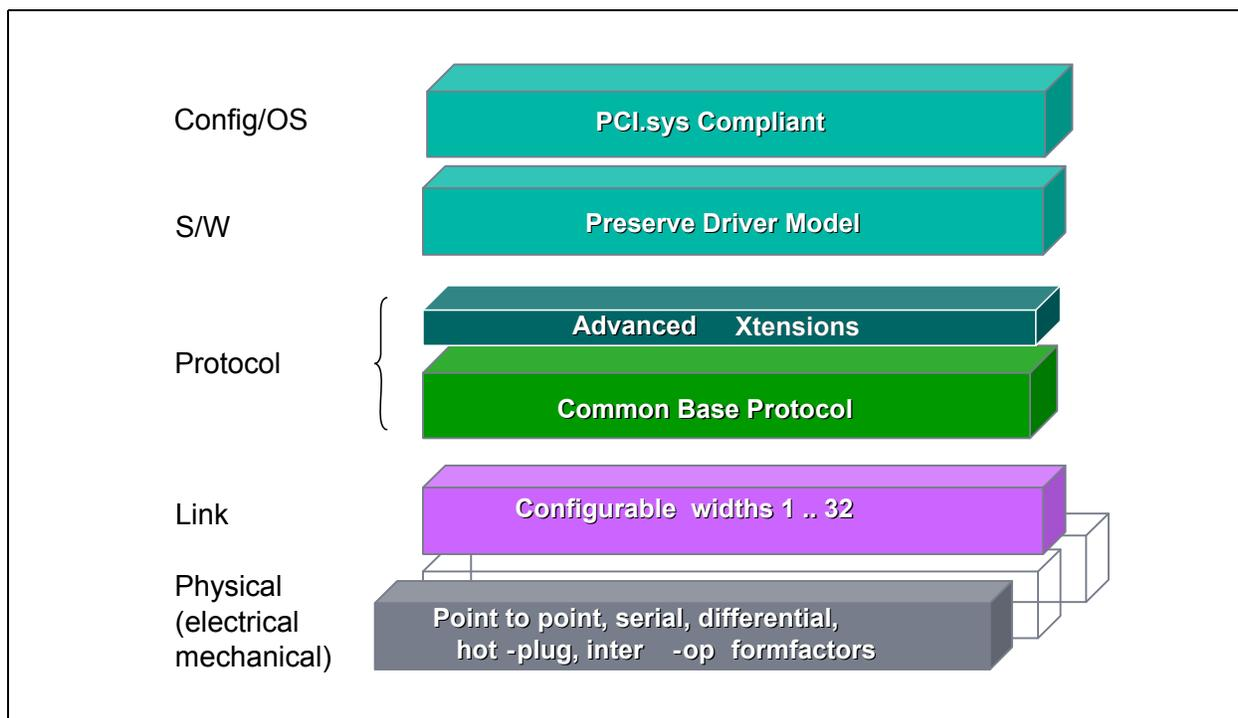 Config/OS
PCI.sys Compliant
S/W
Preserve Driver Model
Protocol
Advanced Xtensions
Common Base Protocol
Link
Configurable widths 1 .. 32
Physical
(electrical
mechanical)
Point to point, serial, differential,
hot -plug, inter -op formfactors